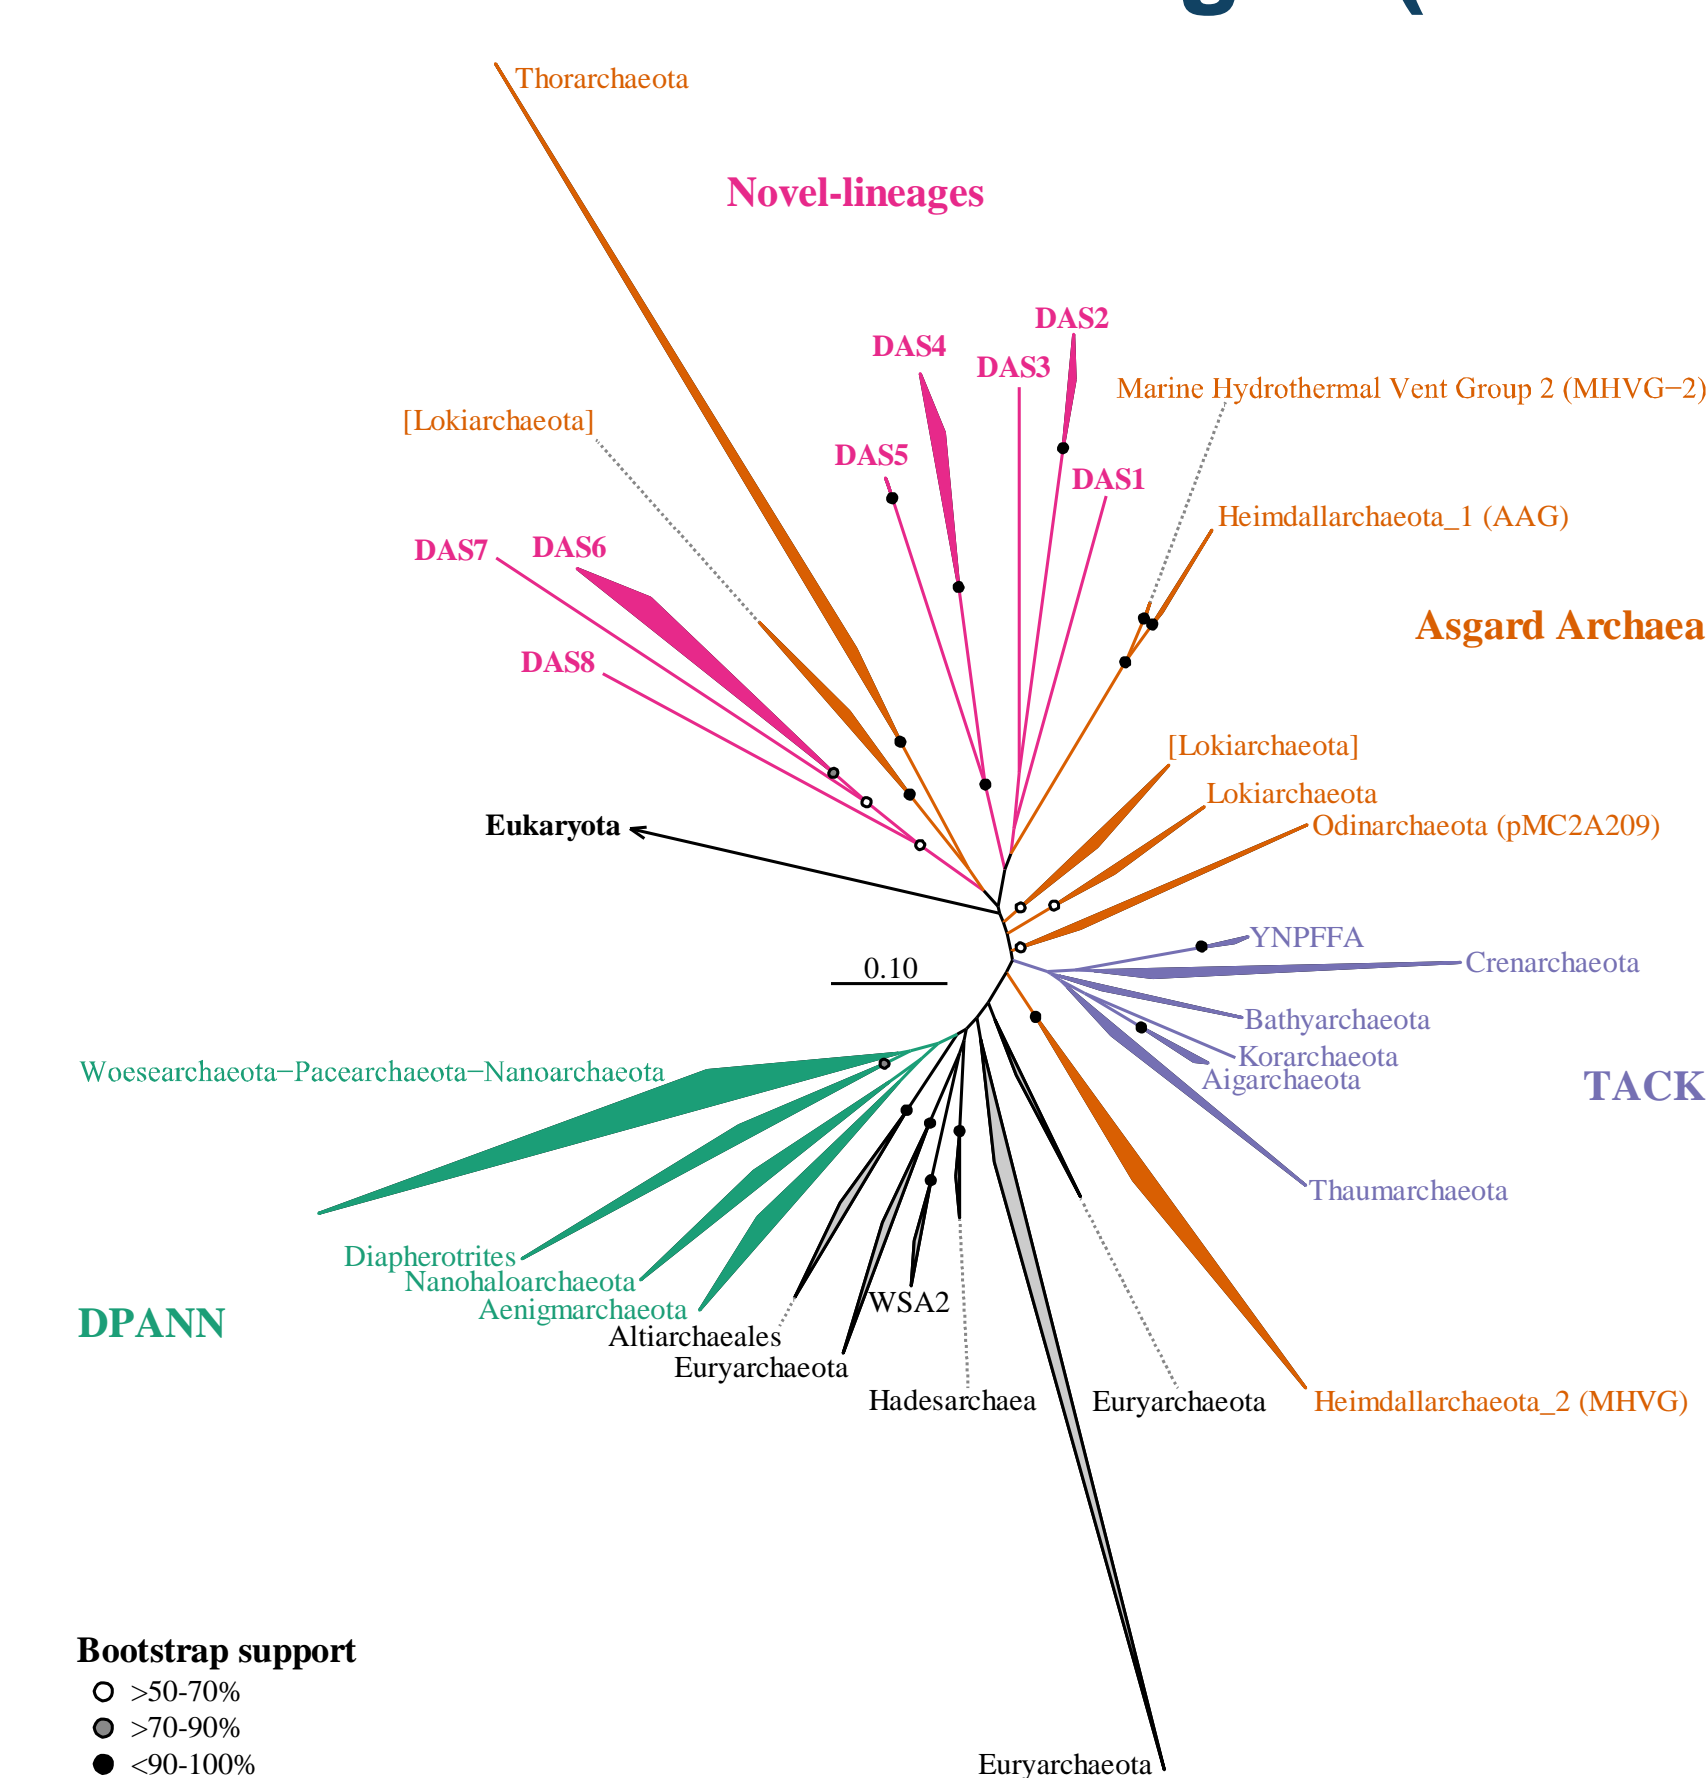 Thorarchaeota
Novel-lineages
DAS2
DAS4
DAS3
Marine Hydrothermal Vent Group 2 (MHVG−2)
[Lokiarchaeota]
DAS5
DAS1
Heimdallarchaeota_1 (AAG)
DAS7
DAS6
Asgard Archaea
DAS8
[Lokiarchaeota]
Lokiarchaeota
Eukaryota
Odinarchaeota (pMC2A209)
YNPFFA
0.10
Crenarchaeota
Bathyarchaeota
Korarchaeota
Woesearchaeota−Pacearchaeota−Nanoarchaeota
Aigarchaeota
TACK
Thaumarchaeota
Diapherotrites
Nanohaloarchaeota
WSA2
Aenigmarchaeota
DPANN
Altiarchaeales
Euryarchaeota
Hadesarchaea
Euryarchaeota
Heimdallarchaeota_2 (MHVG)
Bootstrap support
>50-70%
>70-90%
<90-100%
Euryarchaeota